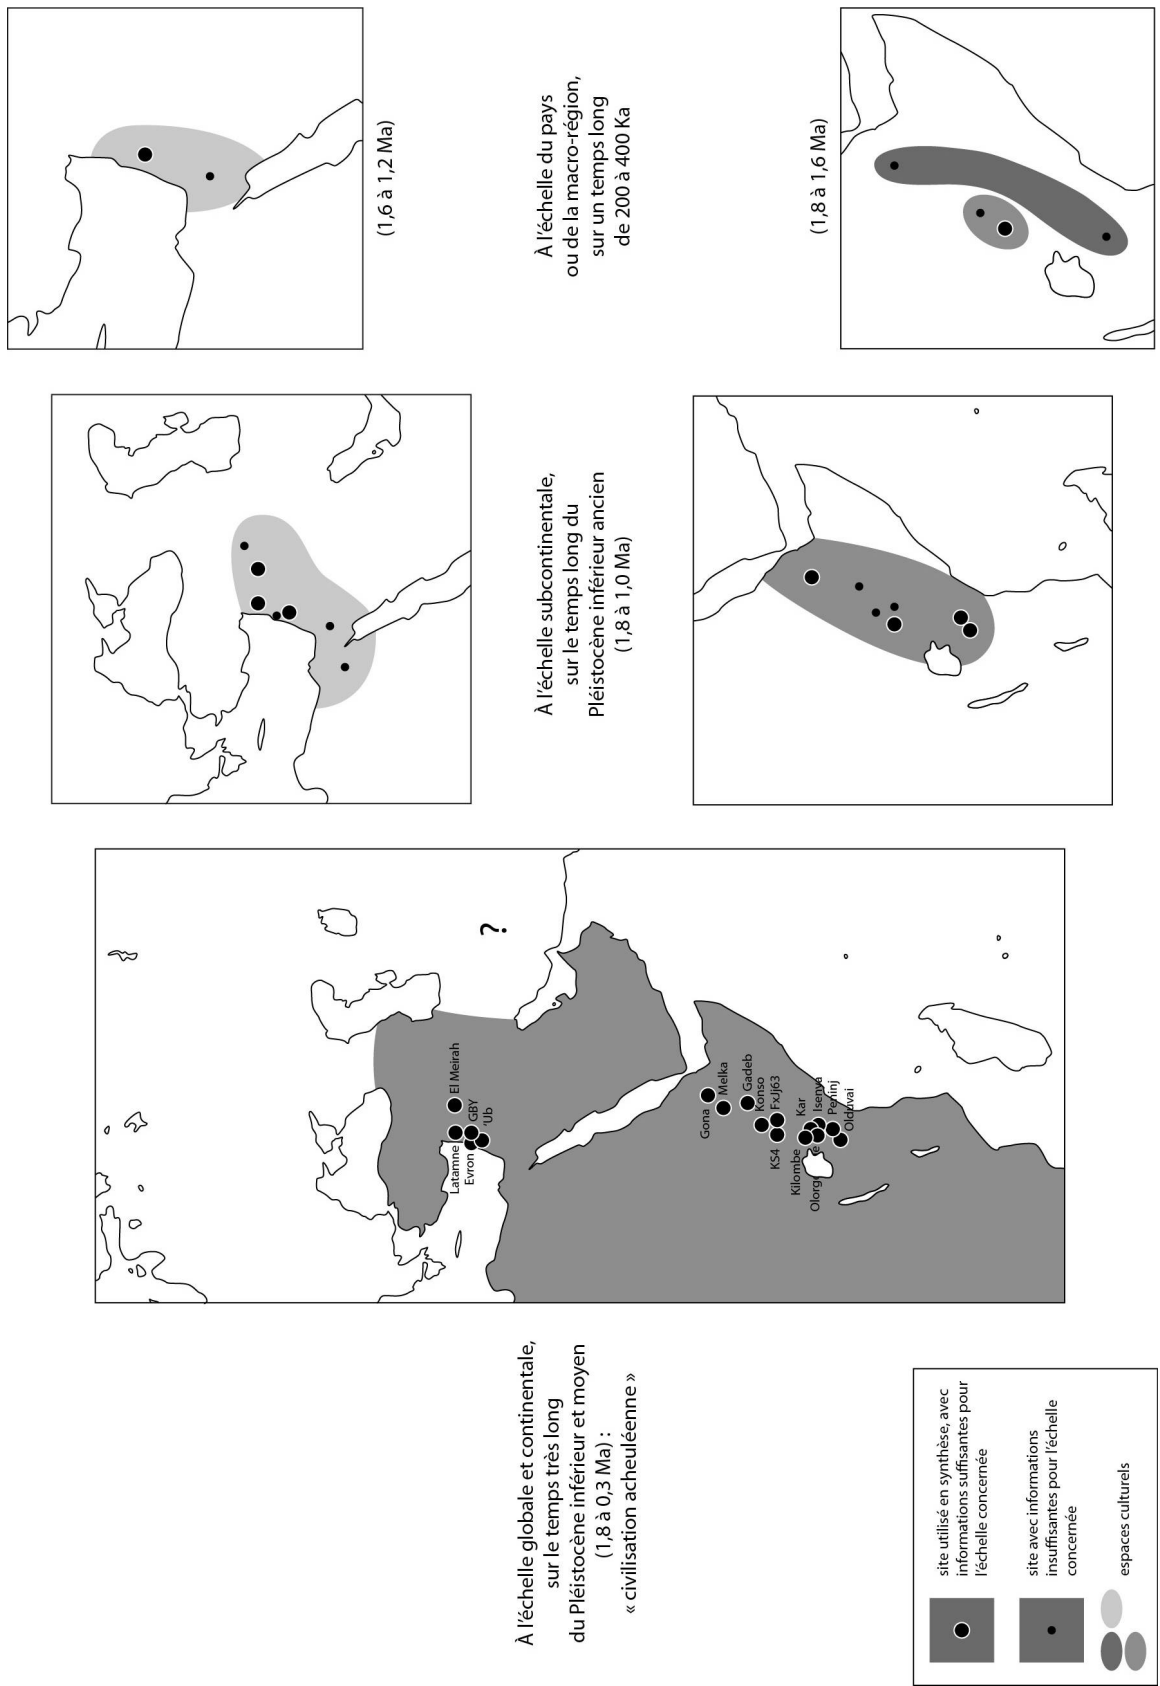 À l'échelle globale et continentale,
sur le temps très long
du Pléistocène inférieur et moyen
(1,8 à 0,3 Ma) :
« civilisation acheuléenne »
Latamne
El Meirah
Evron
GBY
'Ub
?
Gona
Melka
Gadeb
Konso
FxJj63
KS4
Kar
Kilombe
Isenya
Peninj
Olduvai
À l'échelle subcontinentale,
sur le temps long du
Pléistocène inférieur ancien
(1,8 à 1,0 Ma)
À l'échelle du pays
ou de la macro-région,
sur un temps long
de 200 à 400 Ka
(1,6 à 1,2 Ma)
(1,8 à 1,6 Ma)
site utilisé en synthèse, avec
informations suffisantes pour
l'échelle concernée
site avec informations
insuffisantes pour l'échelle
concernée
espaces culturels